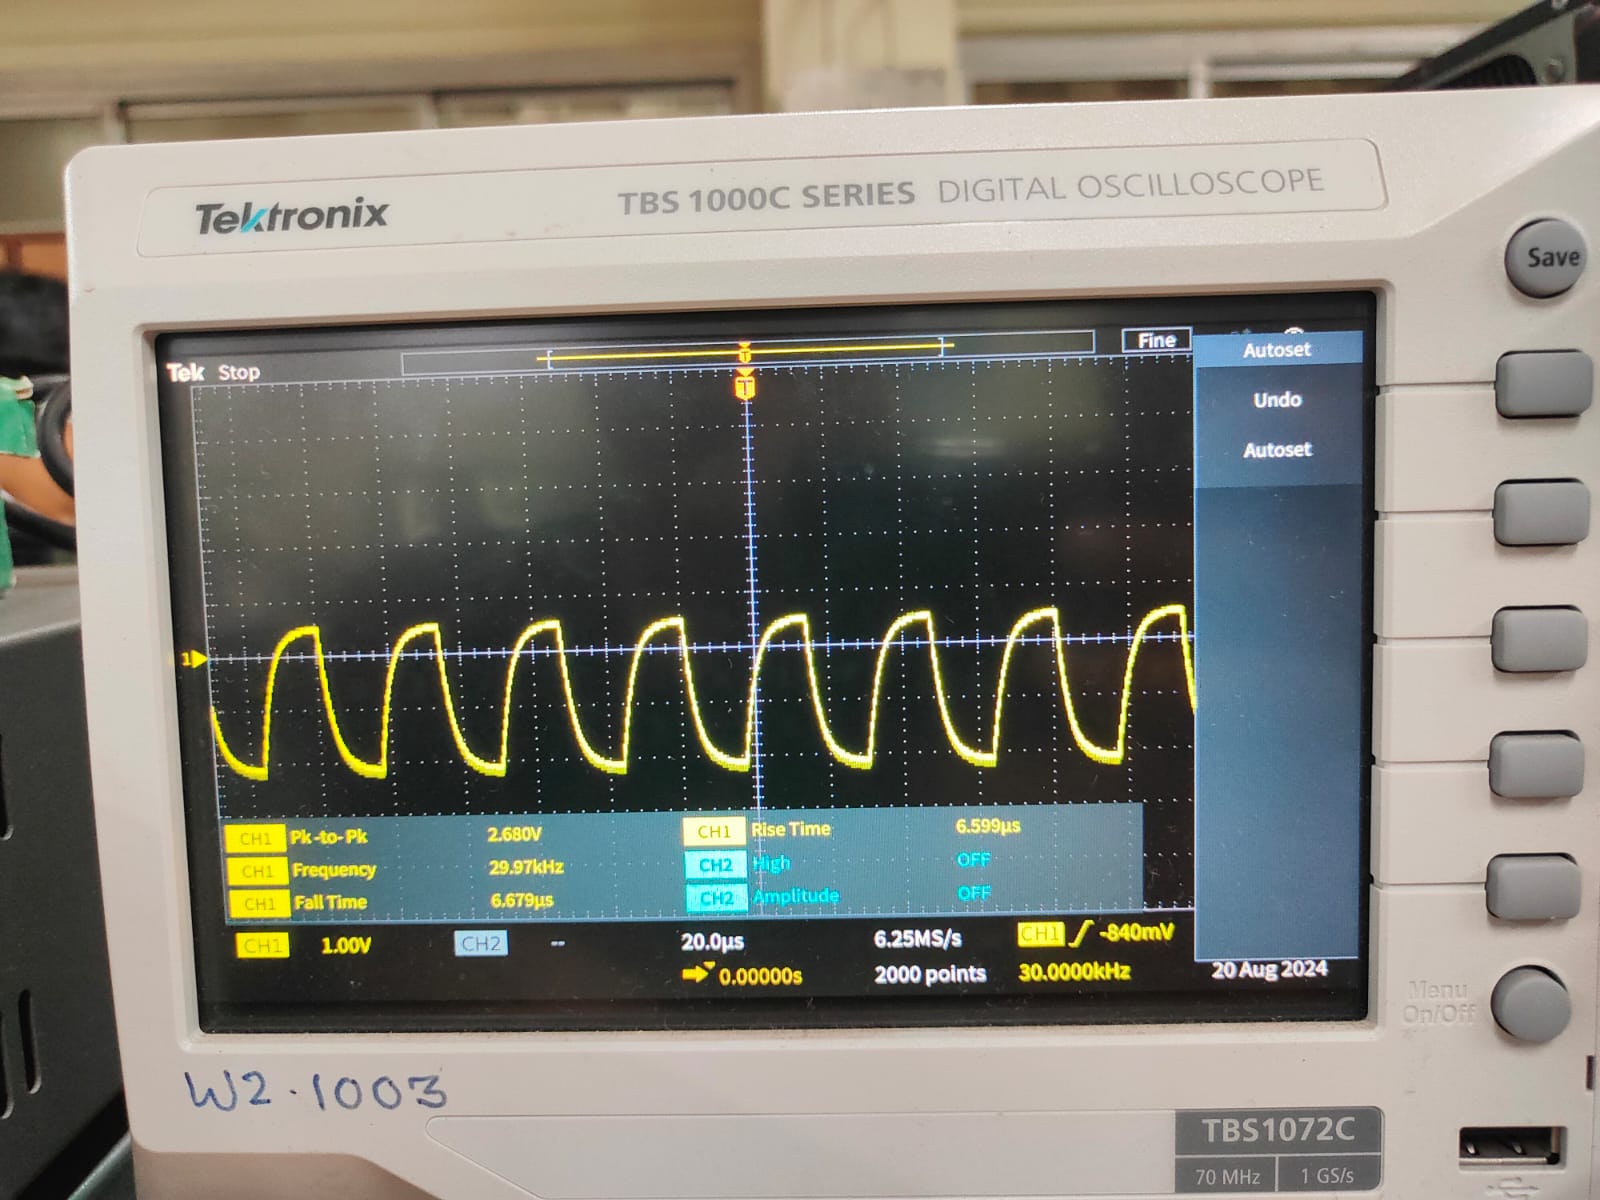 Tektronix
TBS 1000C SERIES DIGITAL OSCILLOSCOPE
Save
Tek Stop
T
T
Fine
Autoset
Undo
Autoset
1
CH1 Pk-to-Pk 2.680V CH1 Rise Time 6.599µs
CH1 Frequency 29.97kHz CH2 High OFF
CH1 Fall Time 6.679µs CH2 Amplitude OFF
CH1 1.00V CH2 -- 20.0µs 6.25MS/s CH1 -840mV
0.00000s 2000 points 30.0000kHz 20 Aug 2024
Menu
On/Off
W2.1003
TBS1072C
70 MHz 1 GS/s